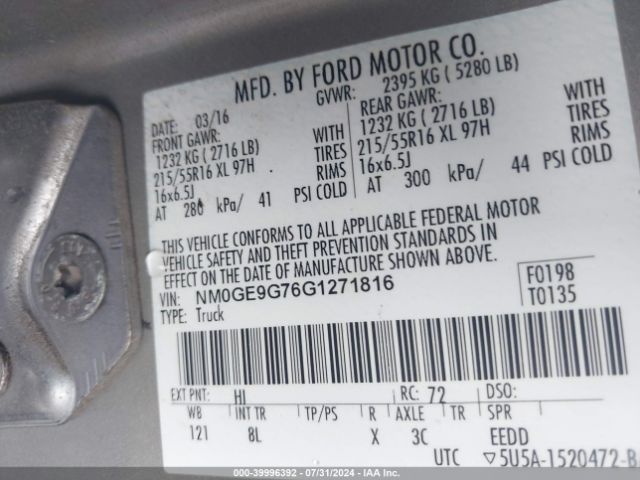 MFD. BY FORD MOTOR CO.
DATE: 03/16 GVWR: 2395 KG ( 5280 LB)
FRONT GAWR: REAR GAWR: WITH
1232 KG ( 2716 LB) WITH 1232 KG ( 2716 LB) TIRES
215/55R16 XL 97H TIRES 215/55R16 XL 97H RIMS
16x6.5J RIMS 16x6.5J
AT 280 kPa/ 41 PSI COLD AT 300 kPa/ 44 PSI COLD
THIS VEHICLE CONFORMS TO ALL APPLICABLE FEDERAL MOTOR
VEHICLE SAFETY AND THEFT PREVENTION STANDARDS IN
EFFECT ON THE DATE OF MANUFACTURE SHOWN ABOVE.
VIN: NM0GE9G76G1271816 F0198
TYPE: Truck T0135
EXT PNT: HI RC: 72 DSO:
WB INT TR TP/PS R AXLE TR SPR
121 8L X 3C EEDD
UTC ▽5U5A-1520472-B
000-39996392 - 07/31/2024 - IAAI.COM